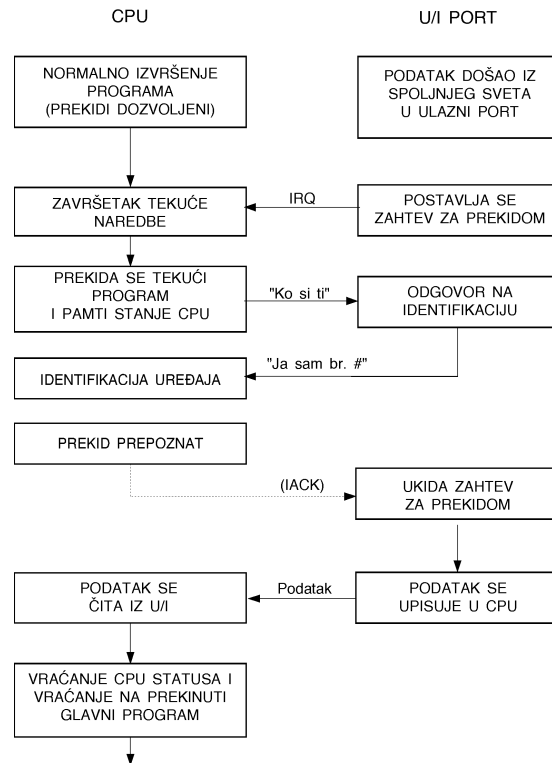 CPU
U/I PORT
NORMALNO IZVRŠENJE
PROGRAMA
(PREKIDI DOZVOLJENI)
PODATAK DOŠAO IZ
SPOLJNJEG SVETA
U ULAZNI PORT
ZAVRŠETAK TEKUĆE
NAREDBE
IRQ
POSTAVLJA SE
ZAHTEV ZA PREKIDOM
PREKIDA SE TEKUĆI
PROGRAM
I PAMTI STANJE CPU
"Ko si ti"
ODGOVOR NA
IDENTIFIKACIJU
IDENTIFIKACIJA UREĐAJA
"Ja sam br. #"
PREKID PREPOZNAT
(IACK)
UKIDA ZAHTEV
ZA PREKIDOM
PODATAK SE
ČITA IZ U/I
Podatak
PODATAK SE
UPISUJE U CPU
VRAĆANJE CPU STATUSA I
VRAĆANJE NA PREKINUTI
GLAVNI PROGRAM